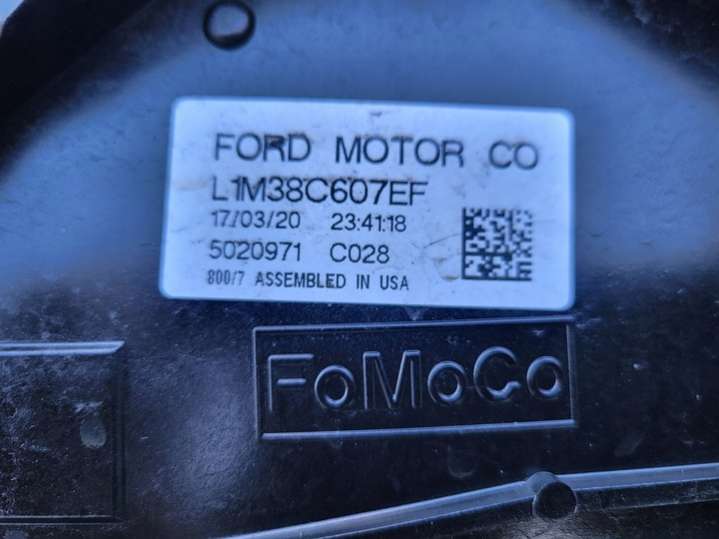 FORD MOTOR CO
L1M38C607EF
17/03/20 23:41:18
5020971 C028
800/7 ASSEMBLED IN USA
FoMoCo